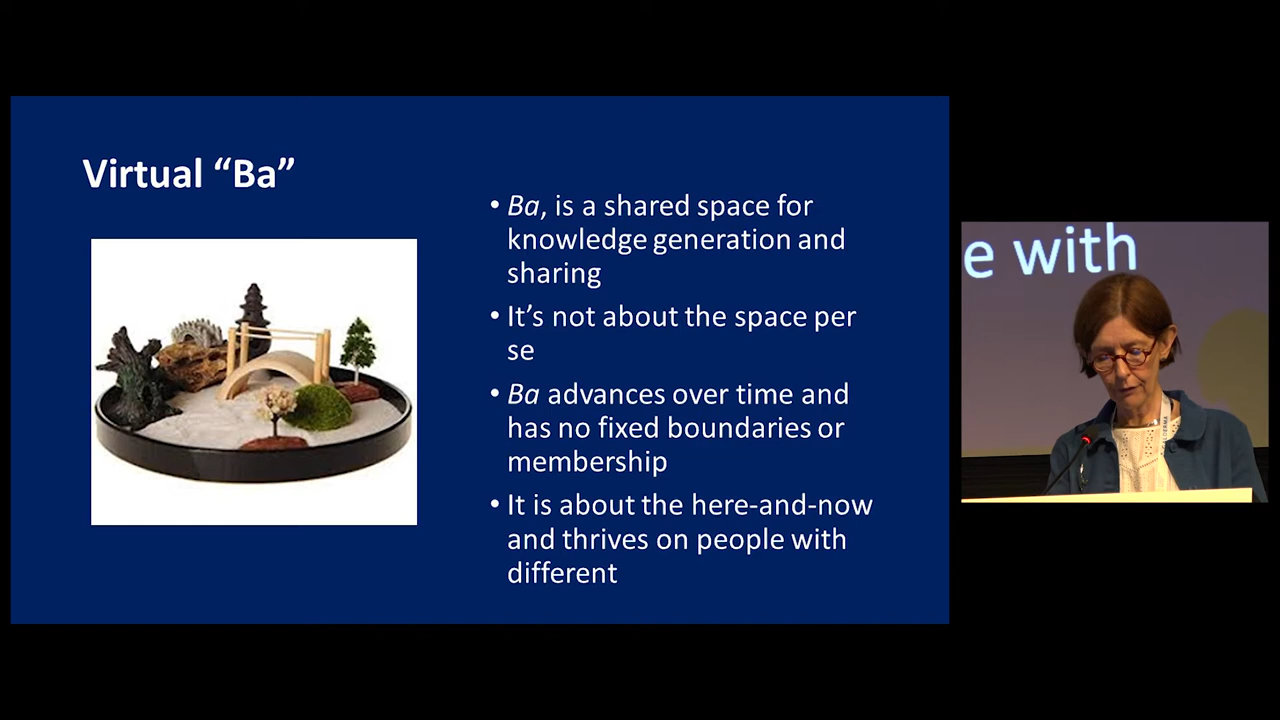 Virtual “Ba”
• Ba, is a shared space for
knowledge generation and
sharing
• It’s not about the space per
se
• Ba advances over time and
has no fixed boundaries or
membership
• It is about the here-and-now
and thrives on people with
different
e with